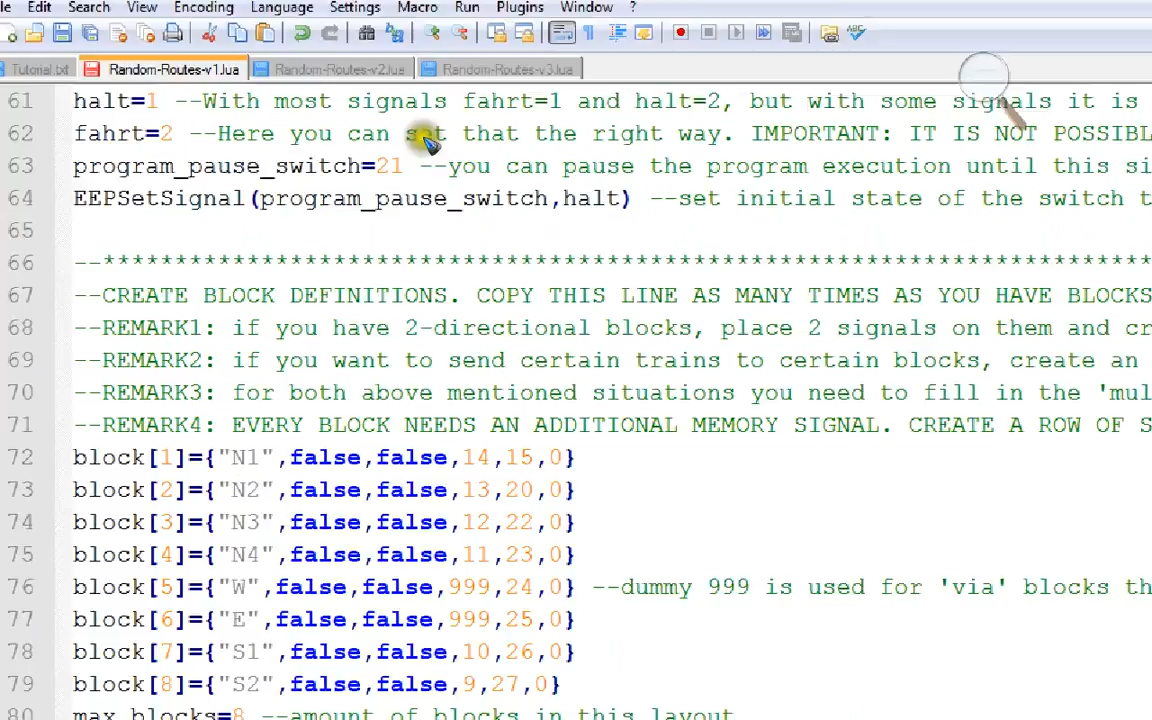 le Edit Search View Encoding Language Settings Macro Run Plugins Window ?
Tutorial.txt Random-Routes-v1.lua Random-Routes-v2.lua Random-Routes-v3.lua
61 halt=1 --With most signals fahrt=1 and halt=2, but with some signals it is
62 fahrt=2 --Here you can set that the right way. IMPORTANT: IT IS NOT POSSIBL
63 program_pause_switch=21 --you can pause the program execution until this si
64 EEPSetSignal(program_pause_switch,halt) --set initial state of the switch t
65
66 --***************************************************************************
67 --CREATE BLOCK DEFINITIONS. COPY THIS LINE AS MANY TIMES AS YOU HAVE BLOCKS
68 --REMARK1: if you have 2-directional blocks, place 2 signals on them and cr
69 --REMARK2: if you want to send certain trains to certain blocks, create an
70 --REMARK3: for both above mentioned situations you need to fill in the 'mul
71 --REMARK4: EVERY BLOCK NEEDS AN ADDITIONAL MEMORY SIGNAL. CREATE A ROW OF S
72 block[1]={"N1",false,false,14,15,0}
73 block[2]={"N2",false,false,13,20,0}
74 block[3]={"N3",false,false,12,22,0}
75 block[4]={"N4",false,false,11,23,0}
76 block[5]={"W",false,false,999,24,0} --dummy 999 is used for 'via' blocks th
77 block[6]={"E",false,false,999,25,0}
78 block[7]={"S1",false,false,10,26,0}
79 block[8]={"S2",false,false,9,27,0}
80 max_blocks=8 --amount of blocks in this layout